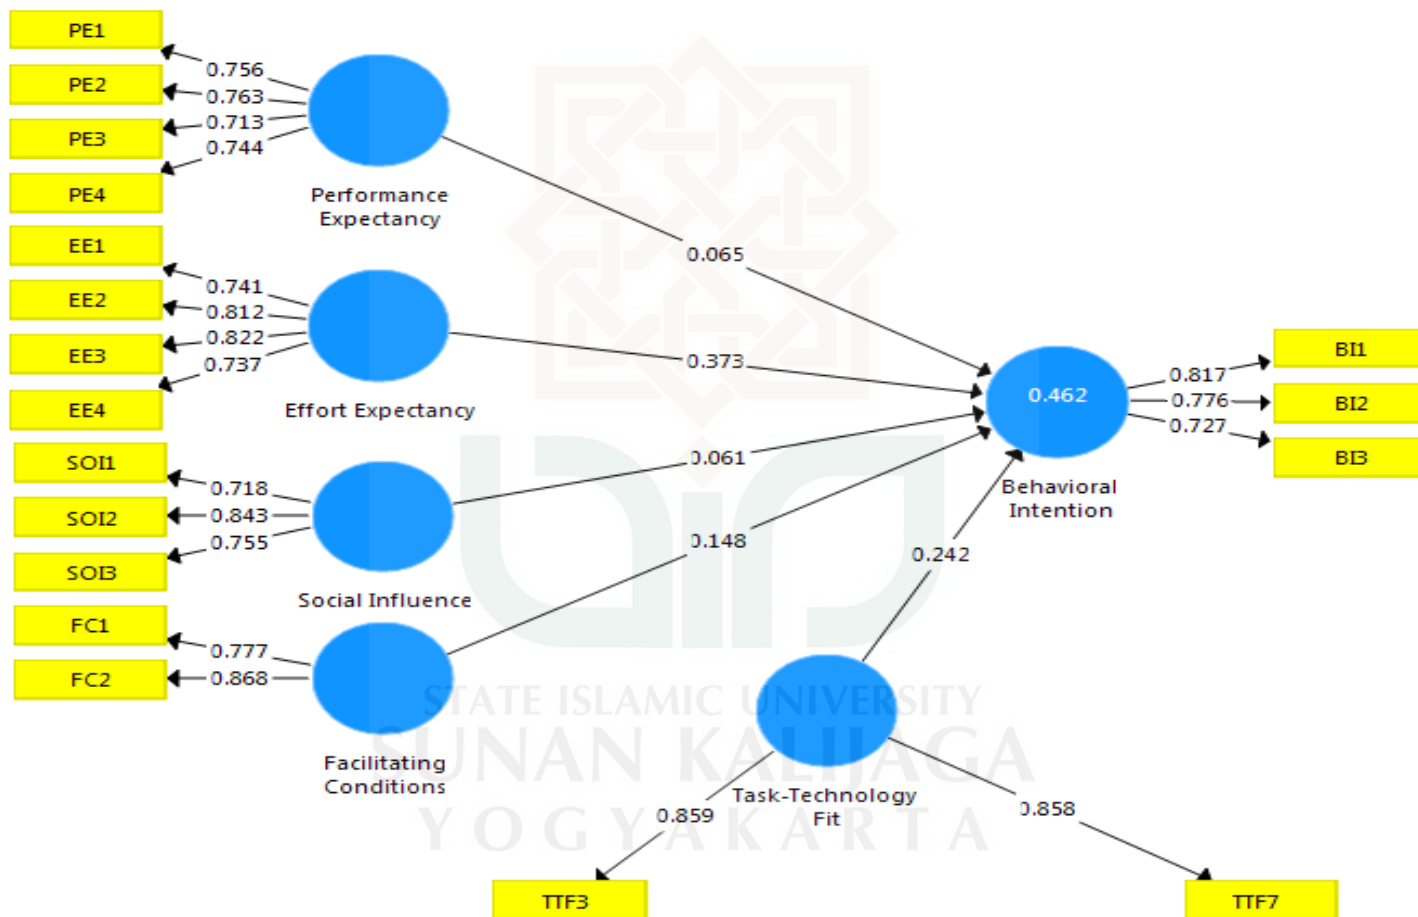 PE1
0.756
PE2
0.763
0.713
PE3
0.744
PE4
Performance
Expectancy
0.065
EE1
0.741
EE2
0.812
0.822
EE3
0.737
EE4
Effort Expectancy
0.373
SOI1
0.718
SOI2
0.843
0.755
SOI3
Social Influence
0.061
FC1
0.777
FC2
0.868
Facilitating
Conditions
0.148
0.462
Behavioral
Intention
0.817
BI1
0.776
BI2
0.727
BI3
0.242
Task-Technology
Fit
0.859
TTF3
0.858
TTF7
STATE ISLAMIC UNIVERSITY
SUNAN KALIJAGA
YOGYAKARTA